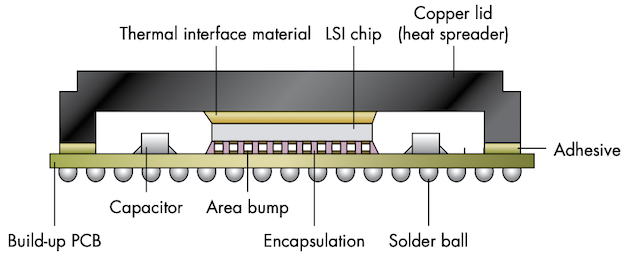 Copper lid
Thermal interface material LSI chip (heat spreader)
Adhesive
Capacitor Area bump
Build-up PCB Encapsulation Solder ball